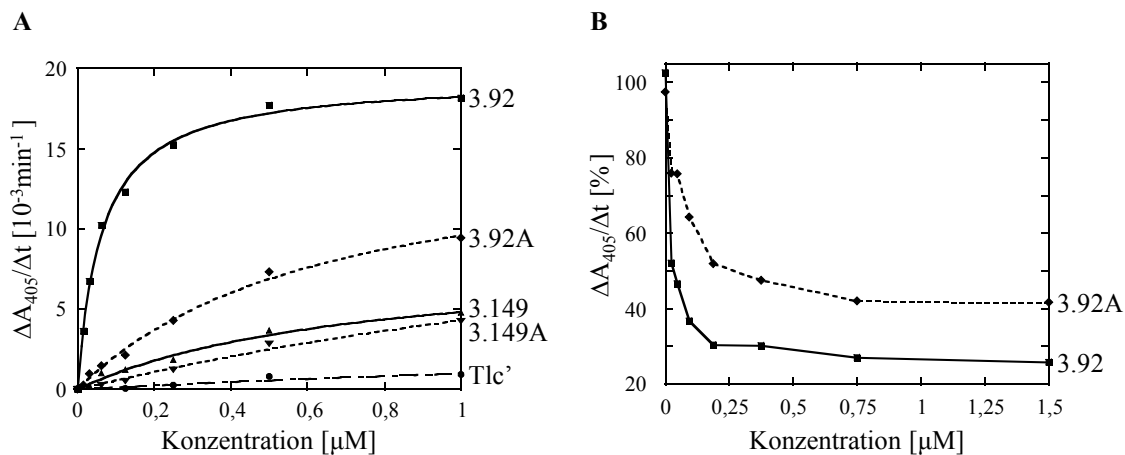 A
ΔA₄₀₅/Δt [10⁻³min⁻¹]
20
15
10
5
0
0
0,2
0,4
0,6
0,8
1
Konzentration [µM]
3.92
3.92A
3.149
3.149A
Tlc’
B
ΔA₄₀₅/Δt [%]
100
80
60
40
20
0
0,25
0,5
0,75
1
1,25
1,5
Konzentration [µM]
3.92A
3.92